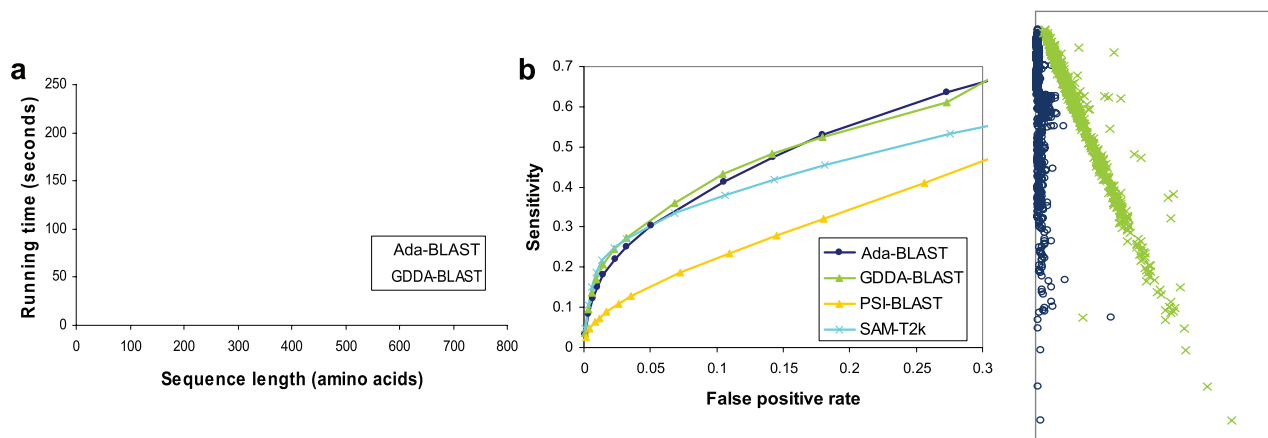 a
250
200
150
100
50
0
Running time (seconds)
0 100 200 300 400 500 600 700 800
Sequence length (amino acids)
Ada-BLAST
GDDA-BLAST
b
0.7
0.6
0.5
0.4
0.3
0.2
0.1
0
Sensitivity
0 0.05 0.1 0.15 0.2 0.25 0.3
False positive rate
Ada-BLAST
GDDA-BLAST
PSI-BLAST
SAM-T2k